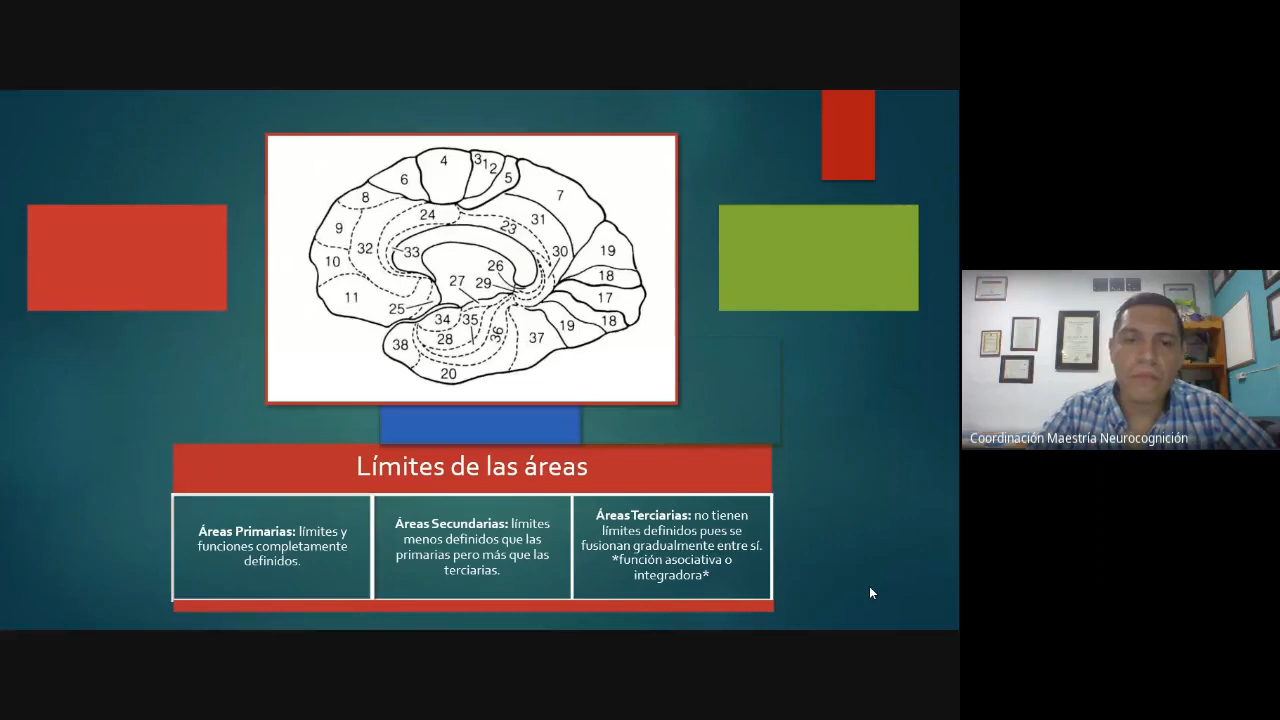 4
3 1 2
5
6
7
8
24
31
23
9
32
33
30
19
10
26
18
27
29
11
17
25
34
35
18
19
36
37
28
38
20
Límites de las áreas
Áreas Primarias: límites y
funciones completamente
definidos.
Áreas Secundarias: límites
menos definidos que las
primarias pero más que las
terciarias.
Áreas Terciarias: no tienen
límites definidos pues se
fusionan gradualmente entre sí.
*función asociativa o
integradora*
Coordinación Maestría Neurocognición